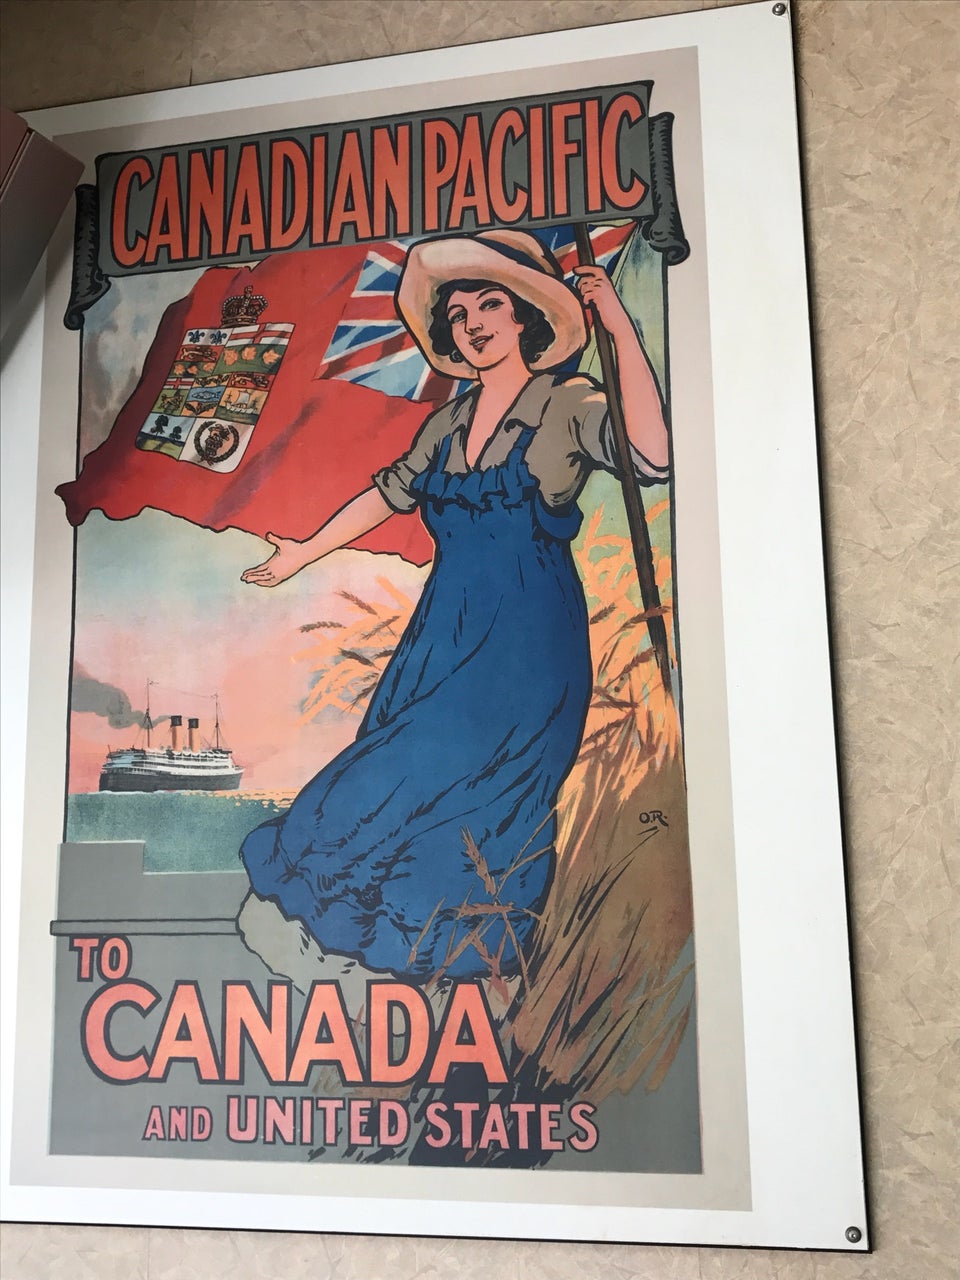 CANADIAN PACIFIC
O.R.
TO
CANADA
AND UNITED STATES